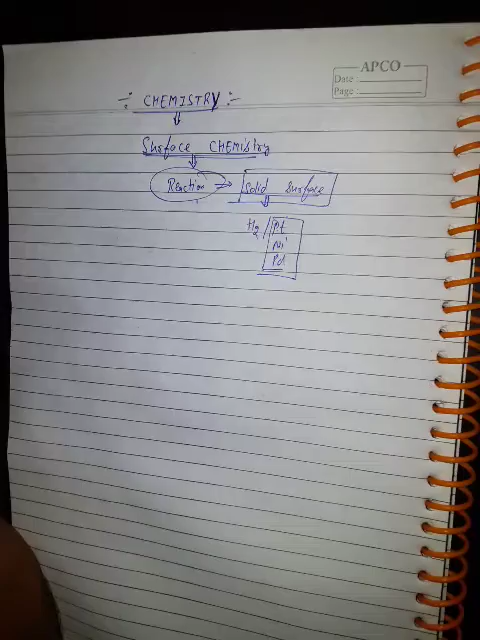 APCO
Date :
Page :
-: CHEMISTRY :-
⇓
Surface CHEMistry
⇓
Reaction ⇒ Solid Surface
⇓
H2 / Pt
Ni
Pd